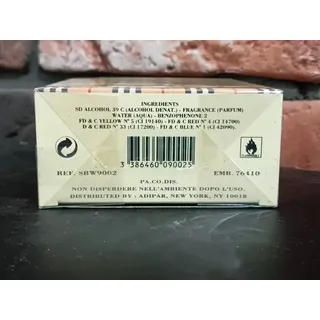 INGREDIENTS
SD ALCOHOL 39 C (ALCOHOL DENAT.) - FRAGRANCE (PARFUM)
WATER (AQUA) - BENZOPHENONE 2
FD & C YELLOW N° 5 (CI 19140) - FD & C RED N° 4 (CI 14700)
D & C RED N° 33 (CI 17200) - FD & C BLUE N° 1 (CI 42090).
3 386460 090025
REF. SBW9002
EMB. 76410
PA.CO.DIS.
NON DISPERDERE NELL'AMBIENTE DOPO L'USO.
DISTRIBUTED BY : ADIPAR, NEW YORK, NY 10018